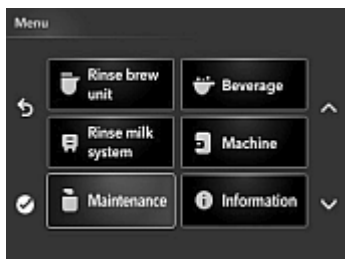 Menu
Rinse brew
unit
Beverage
Rinse milk
system
Machine
Maintenance
Information